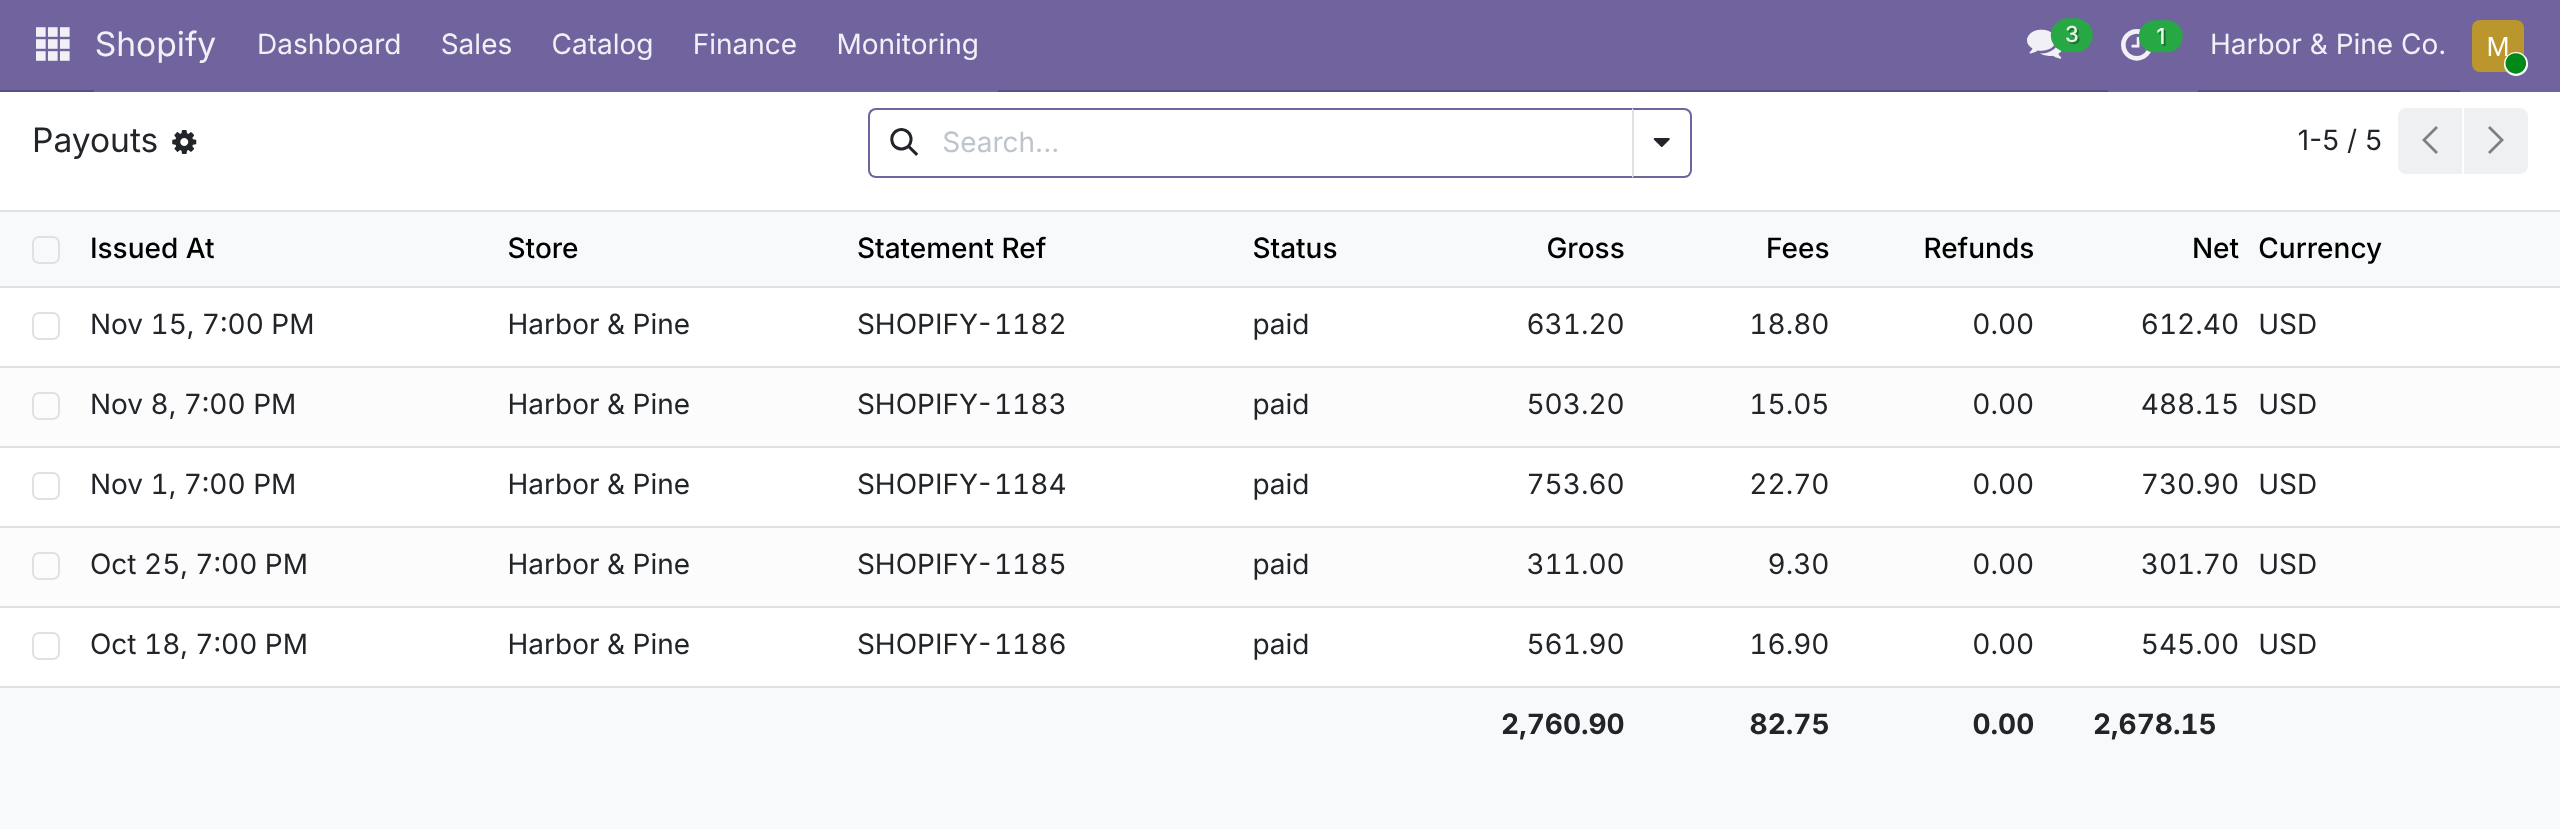 Shopify Dashboard Sales Catalog Finance Monitoring 3 1 Harbor & Pine Co. M
Payouts Search... 1-5 / 5
Issued At Store Statement Ref Status Gross Fees Refunds Net Currency
Nov 15, 7:00 PM Harbor & Pine SHOPIFY-1182 paid 631.20 18.80 0.00 612.40 USD
Nov 8, 7:00 PM Harbor & Pine SHOPIFY-1183 paid 503.20 15.05 0.00 488.15 USD
Nov 1, 7:00 PM Harbor & Pine SHOPIFY-1184 paid 753.60 22.70 0.00 730.90 USD
Oct 25, 7:00 PM Harbor & Pine SHOPIFY-1185 paid 311.00 9.30 0.00 301.70 USD
Oct 18, 7:00 PM Harbor & Pine SHOPIFY-1186 paid 561.90 16.90 0.00 545.00 USD
2,760.90 82.75 0.00 2,678.15